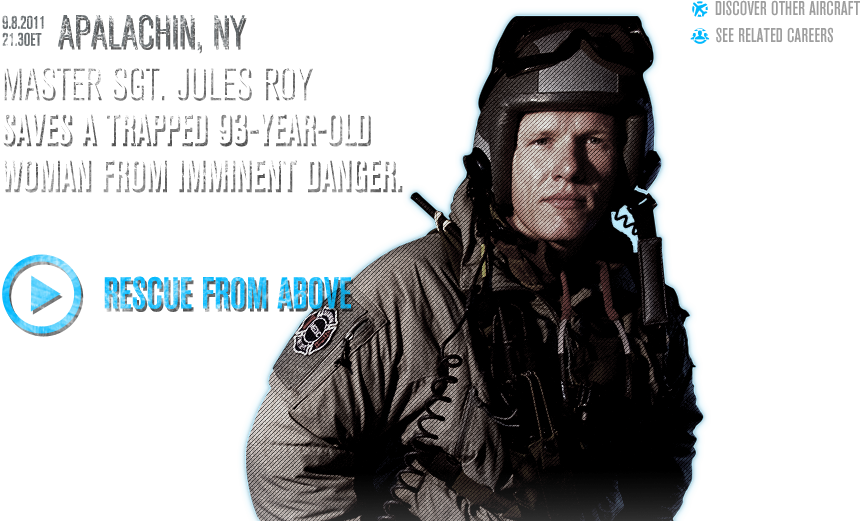 9.8.2011
21.30ET
APALACHIN, NY
MASTER SGT. JULES ROY
SAVES A TRAPPED 93-YEAR-OLD
WOMAN FROM IMMINENT DANGER.
RESCUE FROM ABOVE
DISCOVER OTHER AIRCRAFT
SEE RELATED CAREERS